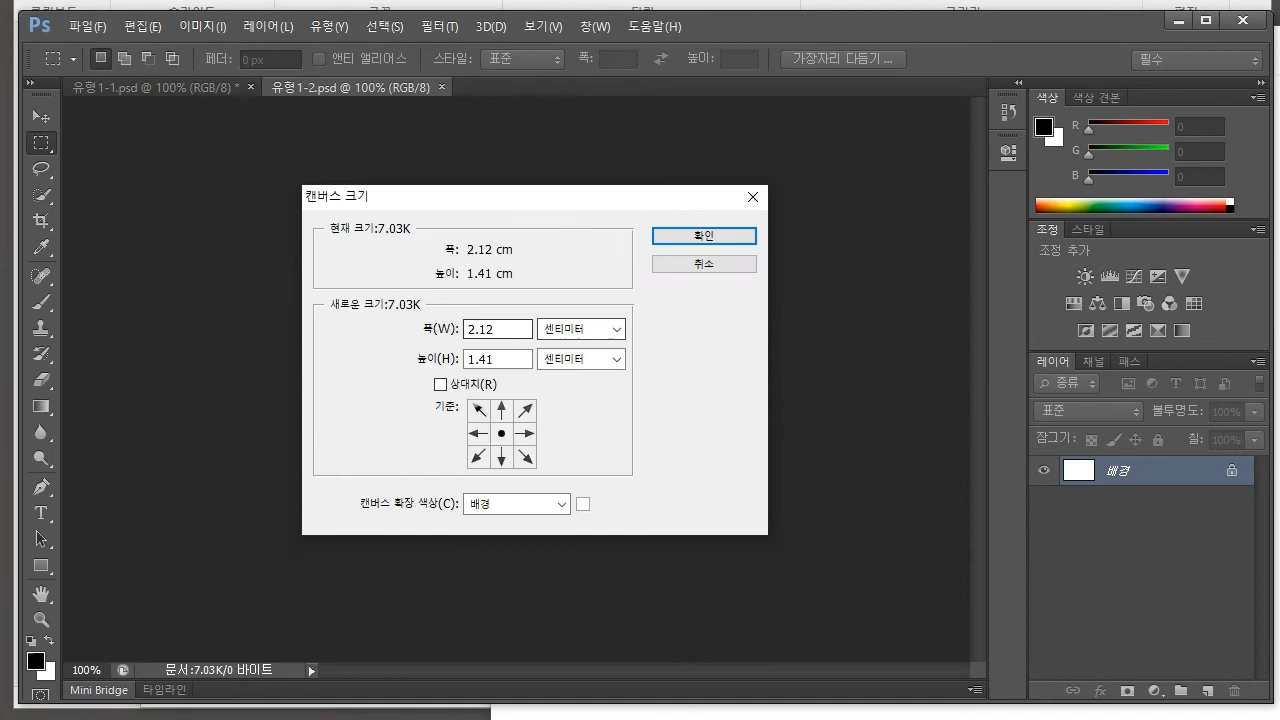 Ps 파일(F) 편집(E) 이미지(I) 레이어(L) 유형(Y) 선택(S) 필터(T) 3D(D) 보기(V) 창(W) 도움말(H)
페더: 0 px 앤티 앨리어스 스타일: 표준 폭: 높이: 가장자리 다듬기... 필수
유형1-1.psd @ 100% (RGB/8) * × 유형1-2.psd @ 100% (RGB/8) ×
색상 색상 견본
R 0
G 0
B 0
조정 스타일
조정 추가
캔버스 크기
현재 크기:7.03K
폭: 2.12 cm
높이: 1.41 cm
확인
취소
새로운 크기:7.03K
폭(W): 2.12 센티미터
높이(H): 1.41 센티미터
상대치(R)
기준:
캔버스 확장 색상(C): 배경
레이어 채널 패스
종류
표준 불투명도: 100%
잠그기: 칠: 100%
배경
100% 문서:7.03K/0 바이트
Mini Bridge 타임라인